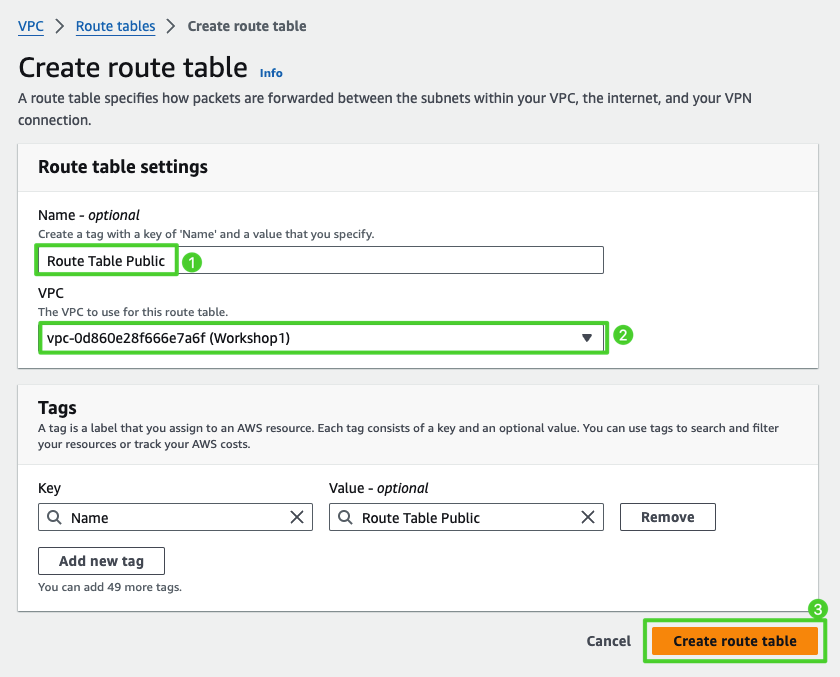 VPC > Route tables > Create route table
Create route table Info
A route table specifies how packets are forwarded between the subnets within your VPC, the internet, and your VPN
connection.
Route table settings
Name - optional
Create a tag with a key of 'Name' and a value that you specify.
Route Table Public 1
VPC
The VPC to use for this route table.
vpc-0d860e28f666e7a6f (Workshop1) 2
Tags
A tag is a label that you assign to an AWS resource. Each tag consists of a key and an optional value. You can use tags to search and filter
your resources or track your AWS costs.
Key Value - optional
Name Route Table Public Remove
Add new tag
You can add 49 more tags.
3
Cancel Create route table